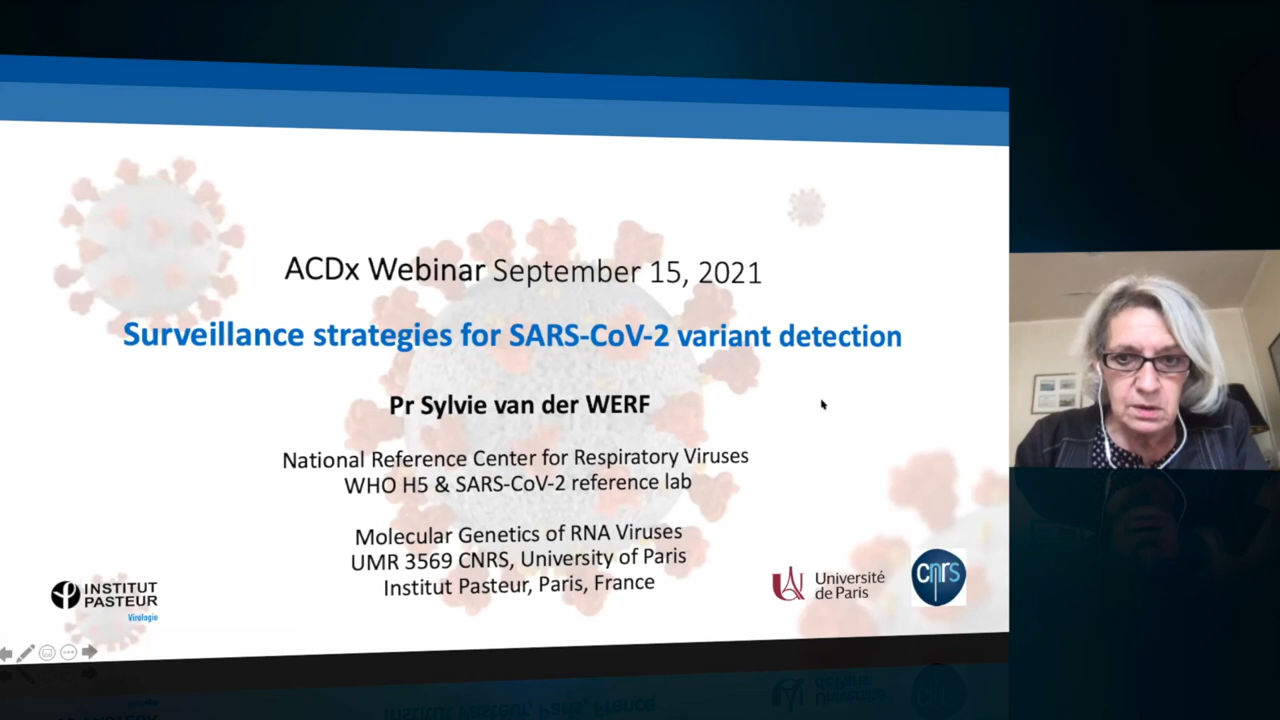 ACDx Webinar September 15, 2021
Surveillance strategies for SARS-CoV-2 variant detection
Pr Sylvie van der WERF
National Reference Center for Respiratory Viruses
WHO H5 & SARS-CoV-2 reference lab
Molecular Genetics of RNA Viruses
UMR 3569 CNRS, University of Paris
Institut Pasteur, Paris, France
INSTITUT
PASTEUR
Virologie
Université
de Paris
cnrs